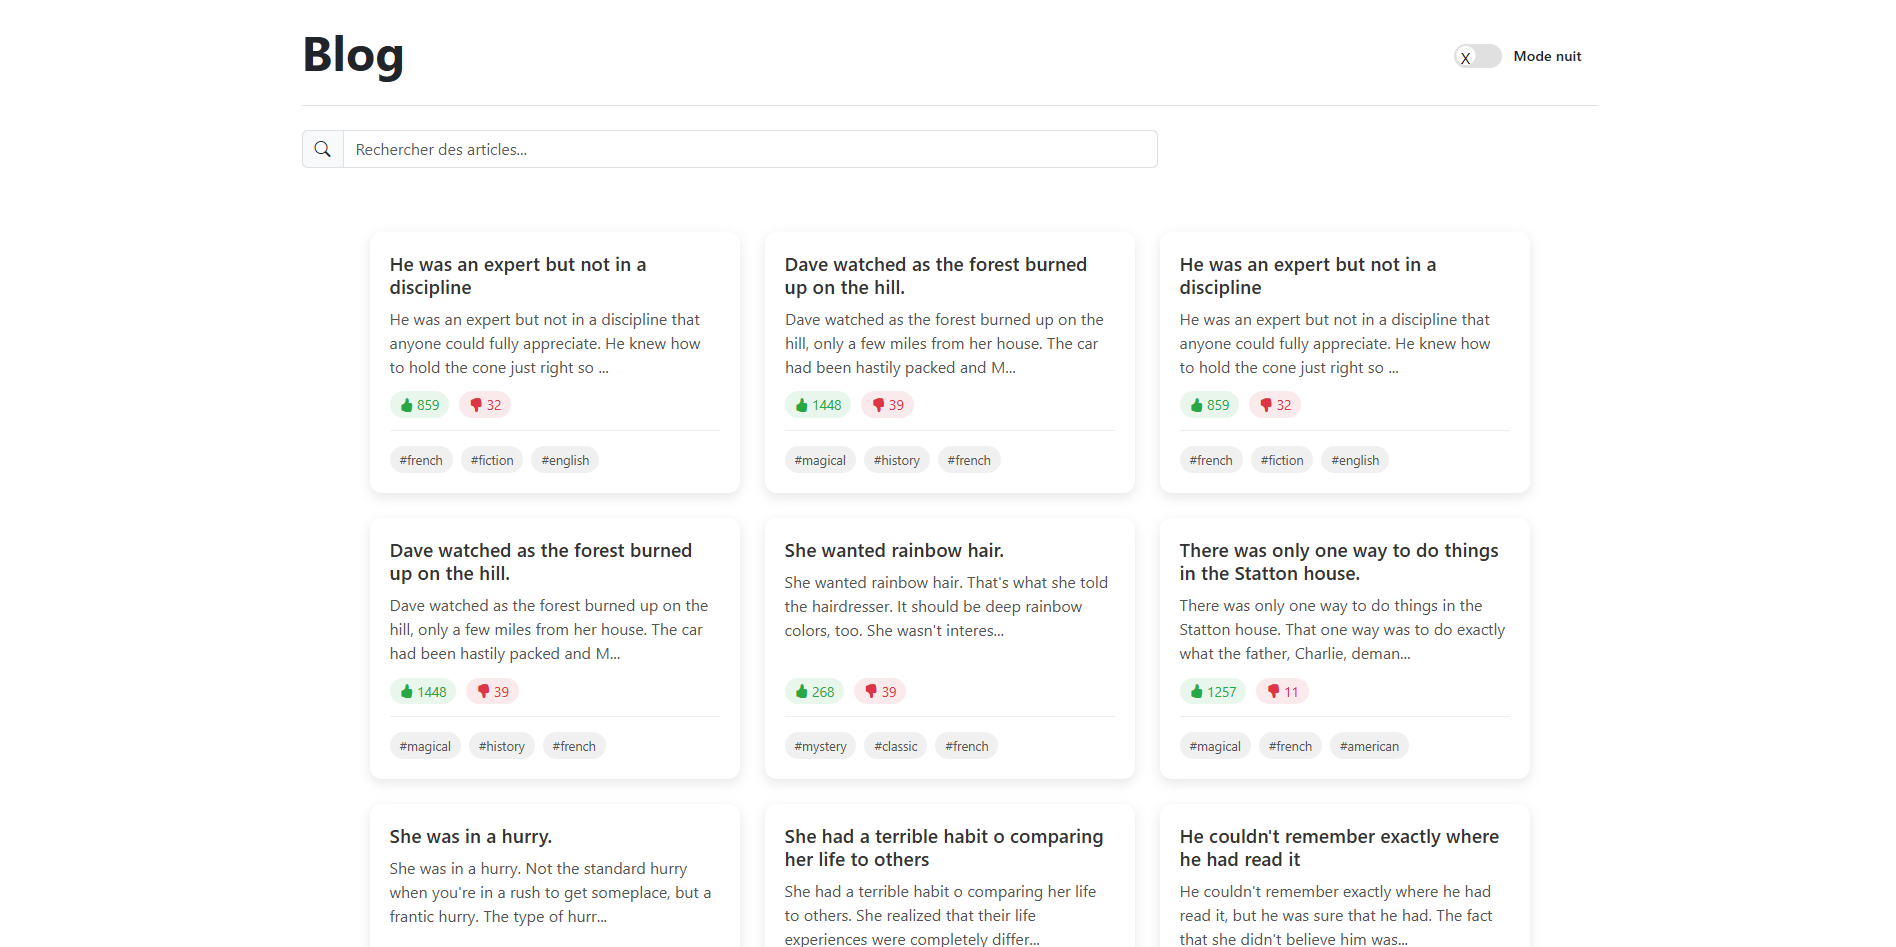 Blog
X Mode nuit
Rechercher des articles...
He was an expert but not in a
discipline
He was an expert but not in a discipline that
anyone could fully appreciate. He knew how
to hold the cone just right so ...
859 32
#french #fiction #english
Dave watched as the forest burned
up on the hill.
Dave watched as the forest burned up on the
hill, only a few miles from her house. The car
had been hastily packed and M...
1448 39
#magical #history #french
He was an expert but not in a
discipline
He was an expert but not in a discipline that
anyone could fully appreciate. He knew how
to hold the cone just right so ...
859 32
#french #fiction #english
Dave watched as the forest burned
up on the hill.
Dave watched as the forest burned up on the
hill, only a few miles from her house. The car
had been hastily packed and M...
1448 39
#magical #history #french
She wanted rainbow hair.
She wanted rainbow hair. That's what she told
the hairdresser. It should be deep rainbow
colors, too. She wasn't interes...
268 39
#mystery #classic #french
There was only one way to do things
in the Statton house.
There was only one way to do things in the
Statton house. That one way was to do exactly
what the father, Charlie, deman...
1257 11
#magical #french #american
She was in a hurry.
She was in a hurry. Not the standard hurry
when you're in a rush to get someplace, but a
frantic hurry. The type of hurr...
She had a terrible habit o comparing
her life to others
She had a terrible habit o comparing her life
to others. She realized that their life
experiences were completely differ...
He couldn't remember exactly where
he had read it
He couldn't remember exactly where he had
read it, but he was sure that he had. The fact
that she didn't believe him was...